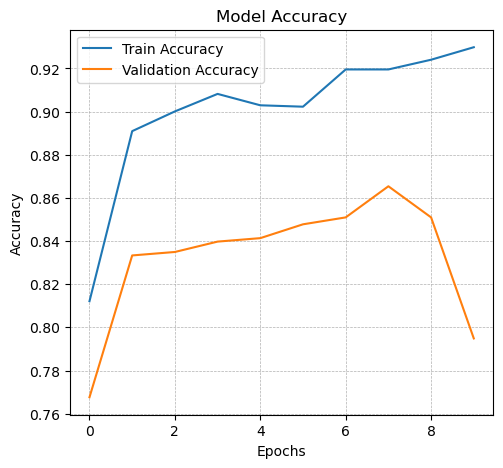 Model Accuracy
Train Accuracy
Validation Accuracy
0.92
0.90
0.88
0.86
0.84
0.82
0.80
0.78
0.76
Accuracy
0 2 4 6 8
Epochs